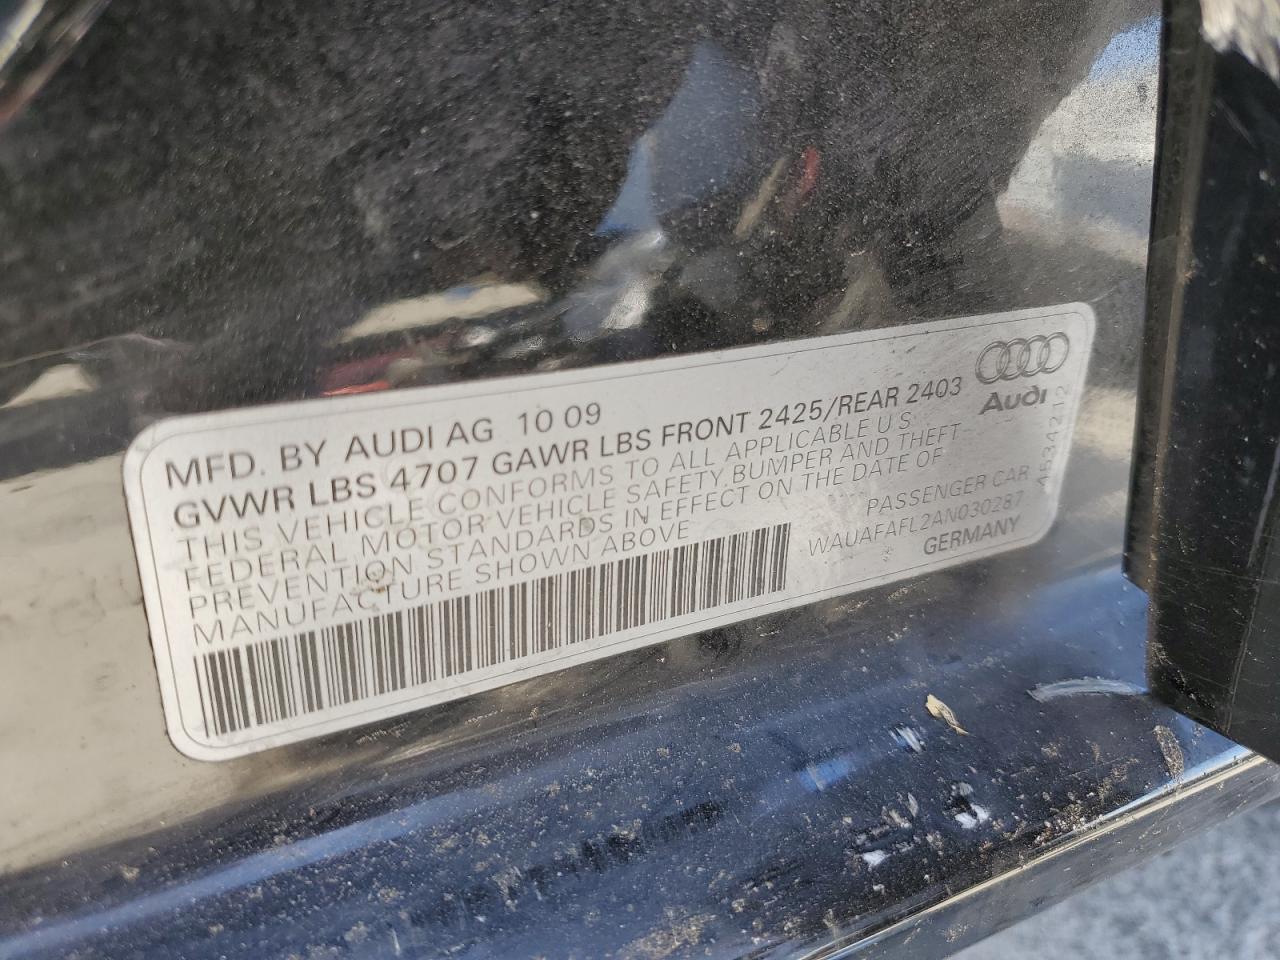 MFD. BY AUDI AG 10 09
GVWR LBS 4707 GAWR LBS FRONT 2425/REAR 2403
THIS VEHICLE CONFORMS TO ALL APPLICABLE U S
FEDERAL MOTOR VEHICLE SAFETY, BUMPER AND THEFT
PREVENTION STANDARDS IN EFFECT ON THE DATE OF
MANUFACTURE SHOWN ABOVE
PASSENGER CAR
WAUAFAFL2AN030287
GERMANY
Audi
A5342 12